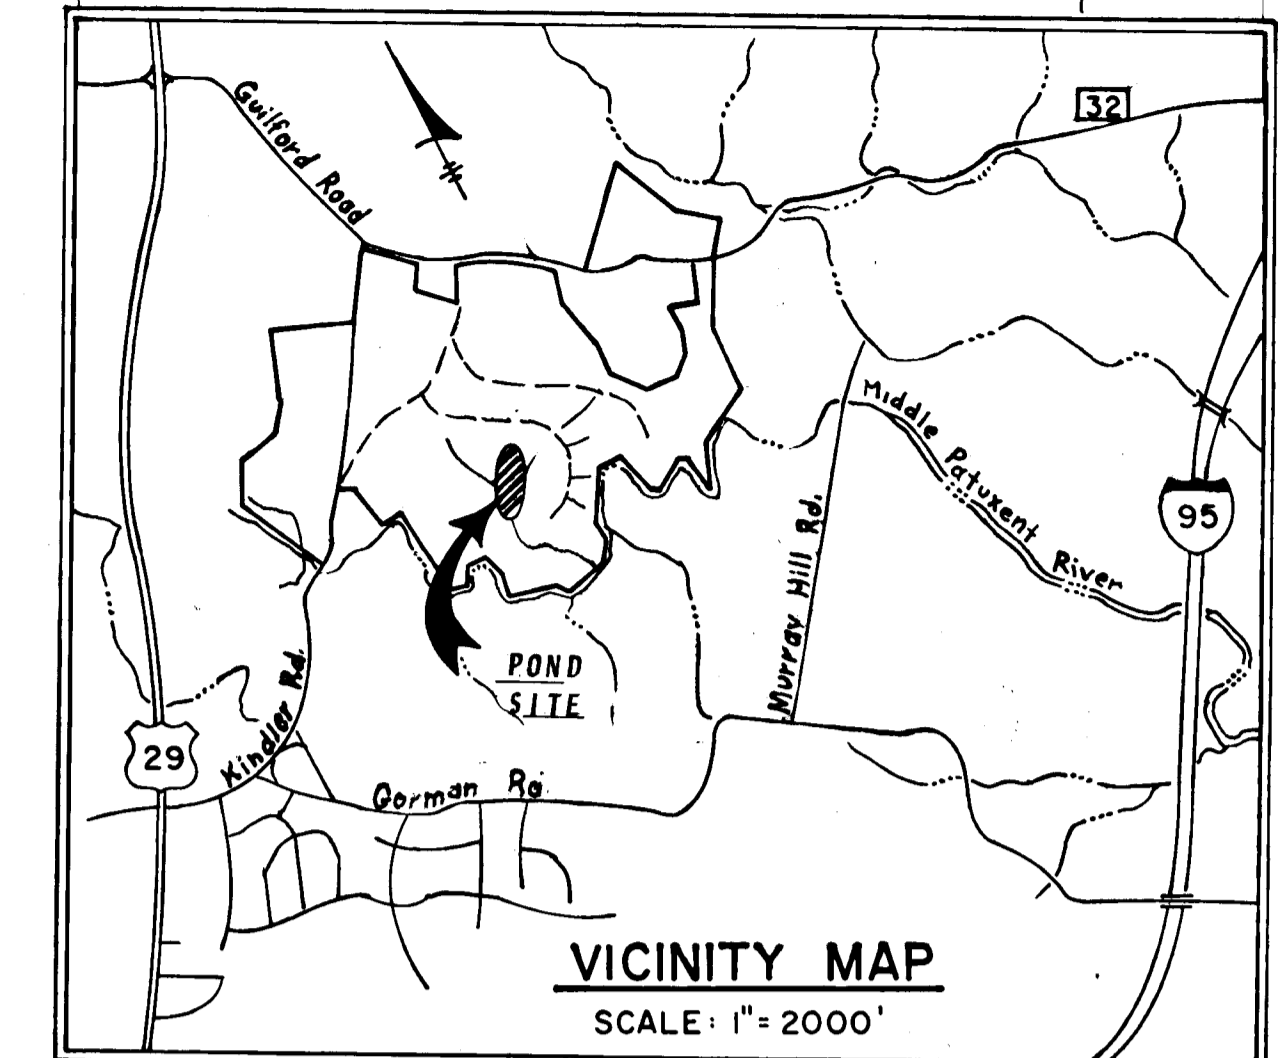 32
Guilford Road
Middle Patuxent River
95
Murray Hill Rd.
POND
SITE
Kindler Rd.
29
Gorman Rd.
VICINITY MAP
SCALE: 1"= 2000'